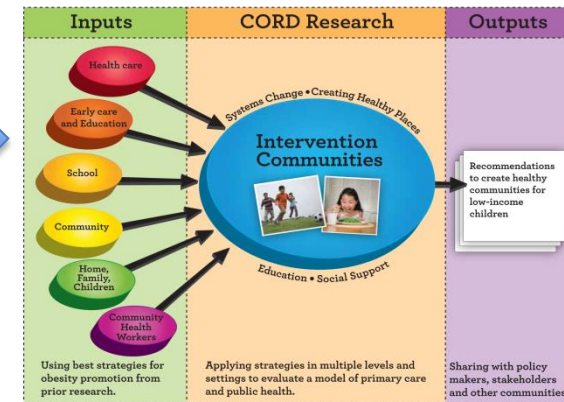 Inputs
CORD Research
Outputs
Health care
Early care
and Education
School
Community
Home,
Family,
Children
Community
Health
Workers
Systems Change • Creating Healthy Places
Intervention
Communities
Education • Social Support
Recommendations
to create healthy
communities for
low-income
children
Using best strategies for
obesity promotion from
prior research.
Applying strategies in multiple levels and
settings to evaluate a model of primary care
and public health.
Sharing with policy
makers, stakeholders
and other communities